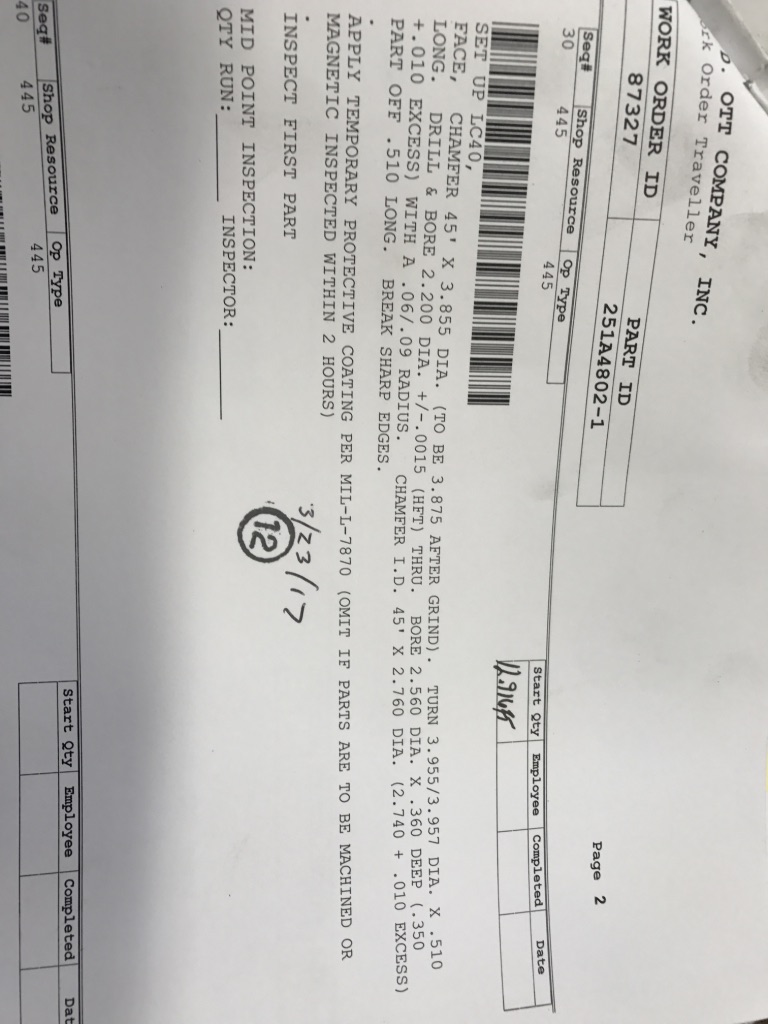 D. OTT COMPANY, INC.
Work Order Traveller
WORK ORDER ID PART ID
87327 251A4802-1
Page 2
Seq# Shop Resource Op Type
30 445 445
Start Qty Employee Completed Date
12.916ft
SET UP LC40,
FACE, CHAMFER 45' X 3.855 DIA. (TO BE 3.875 AFTER GRIND). TURN 3.955/3.957 DIA. X .510
LONG. DRILL & BORE 2.200 DIA. +/-.0015 (HFT) THRU. BORE 2.560 DIA. X .360 DEEP (.350
+.010 EXCESS) WITH A .06/.09 RADIUS. CHAMFER I.D. 45' X 2.760 DIA. (2.740 + .010 EXCESS)
PART OFF .510 LONG. BREAK SHARP EDGES.
.
APPLY TEMPORARY PROTECTIVE COATING PER MIL-L-7870 (OMIT IF PARTS ARE TO BE MACHINED OR
MAGNETIC INSPECTED WITHIN 2 HOURS)
.
3/23/17
INSPECT FIRST PART
12
MID POINT INSPECTION:
QTY RUN:________ INSPECTOR:________
Seq# Shop Resource Op Type
40 445 445
Start Qty Employee Completed Dat